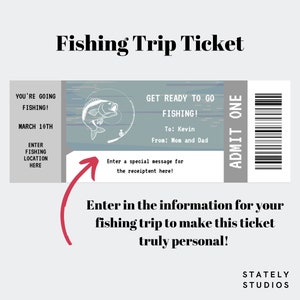 Fishing Trip Ticket
YOU'RE GOING
FISHING!
MARCH 10TH
ENTER
FISHING
LOCATION
HERE
GET READY TO GO
FISHING!
To: Kevin
From: Mom and Dad
Enter a special message for
the receiptent here!
ADMIT ONE
Enter in the information for your
fishing trip to make this ticket
truly personal!
STATELY
STUDIOS